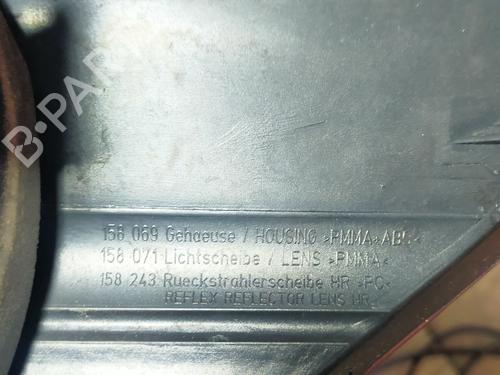 B-PARTS
158 069 Gehaeuse / HOUSING >PMMA>ABS<
158 071 Lichtscheibe / LENS >PMMA<
158 243 Rueckstrahlerscheibe HR >PC<
REFLEX REFLECTOR LENS HR